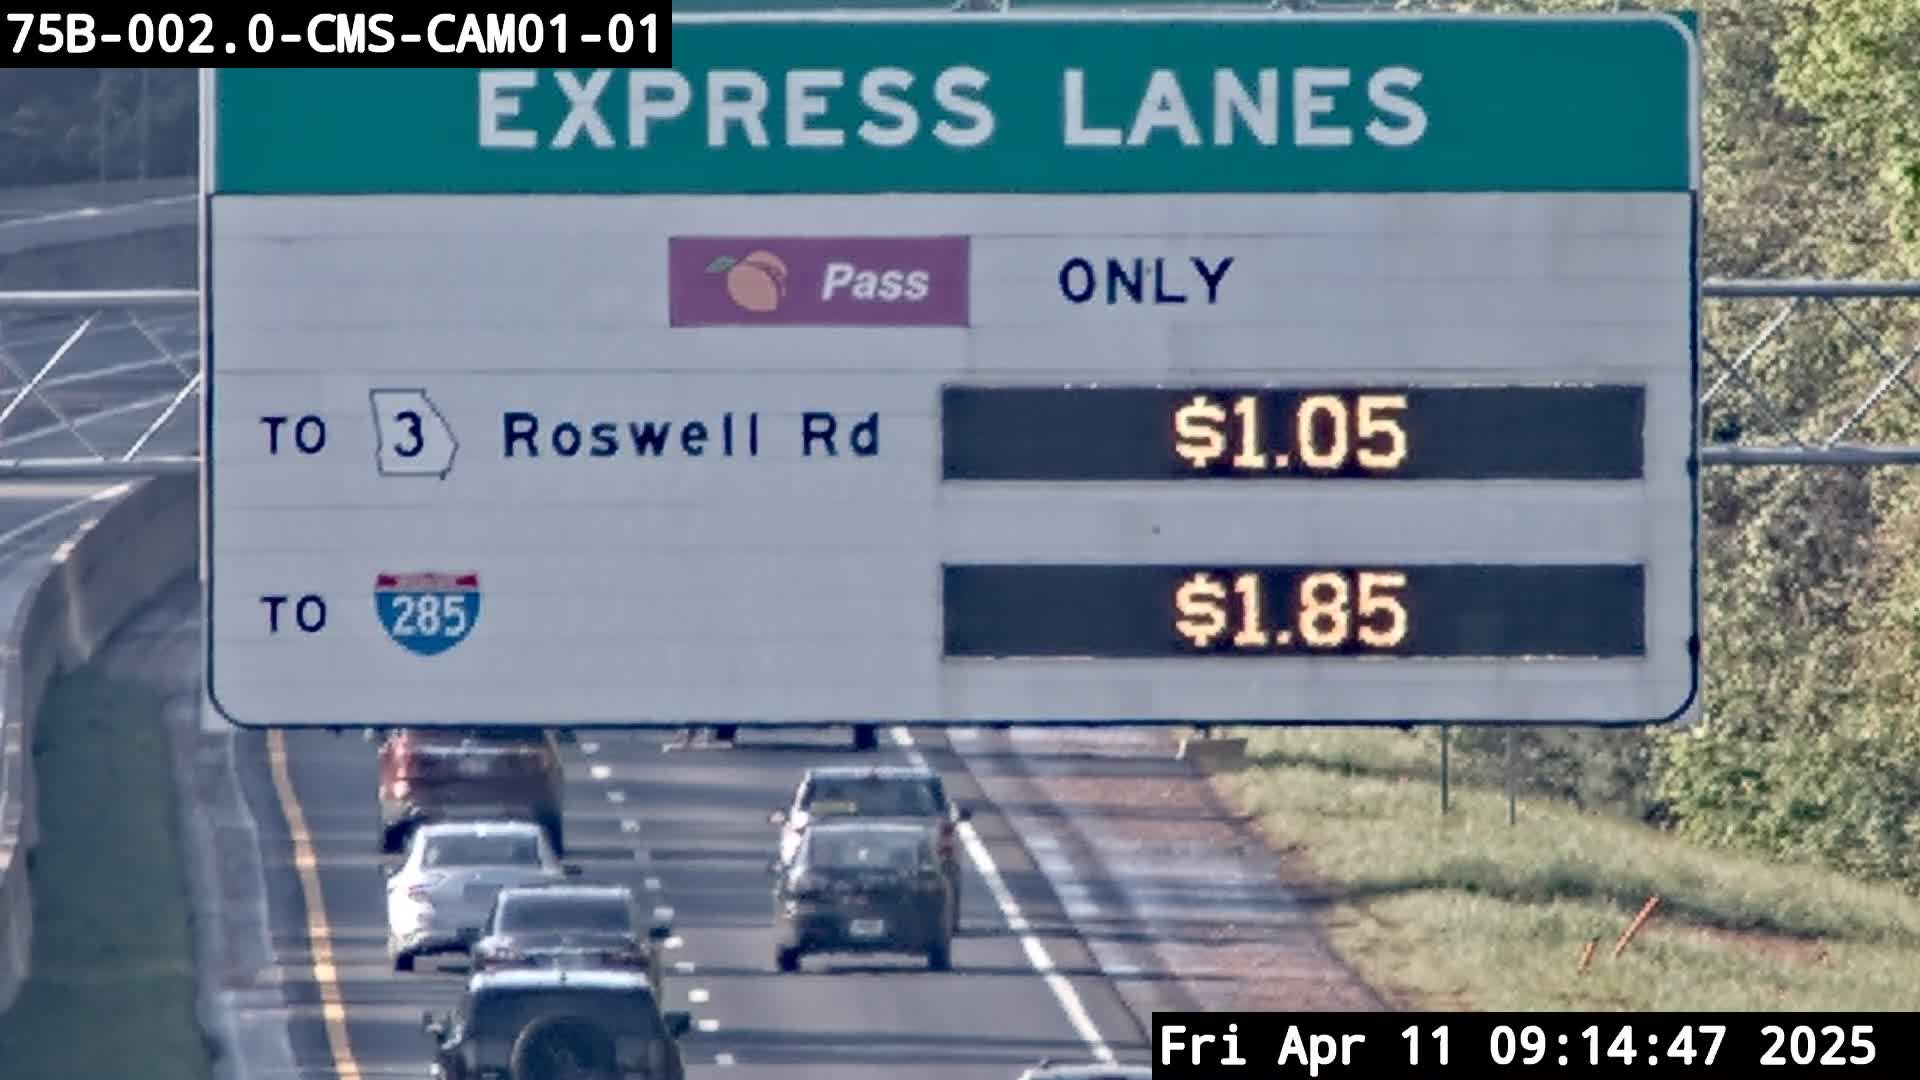 75B-002.0-CMS-CAM01-01
EXPRESS LANES
Pass ONLY
TO 3 Roswell Rd $1.05
TO 285 $1.85
Fri Apr 11 09:14:47 2025